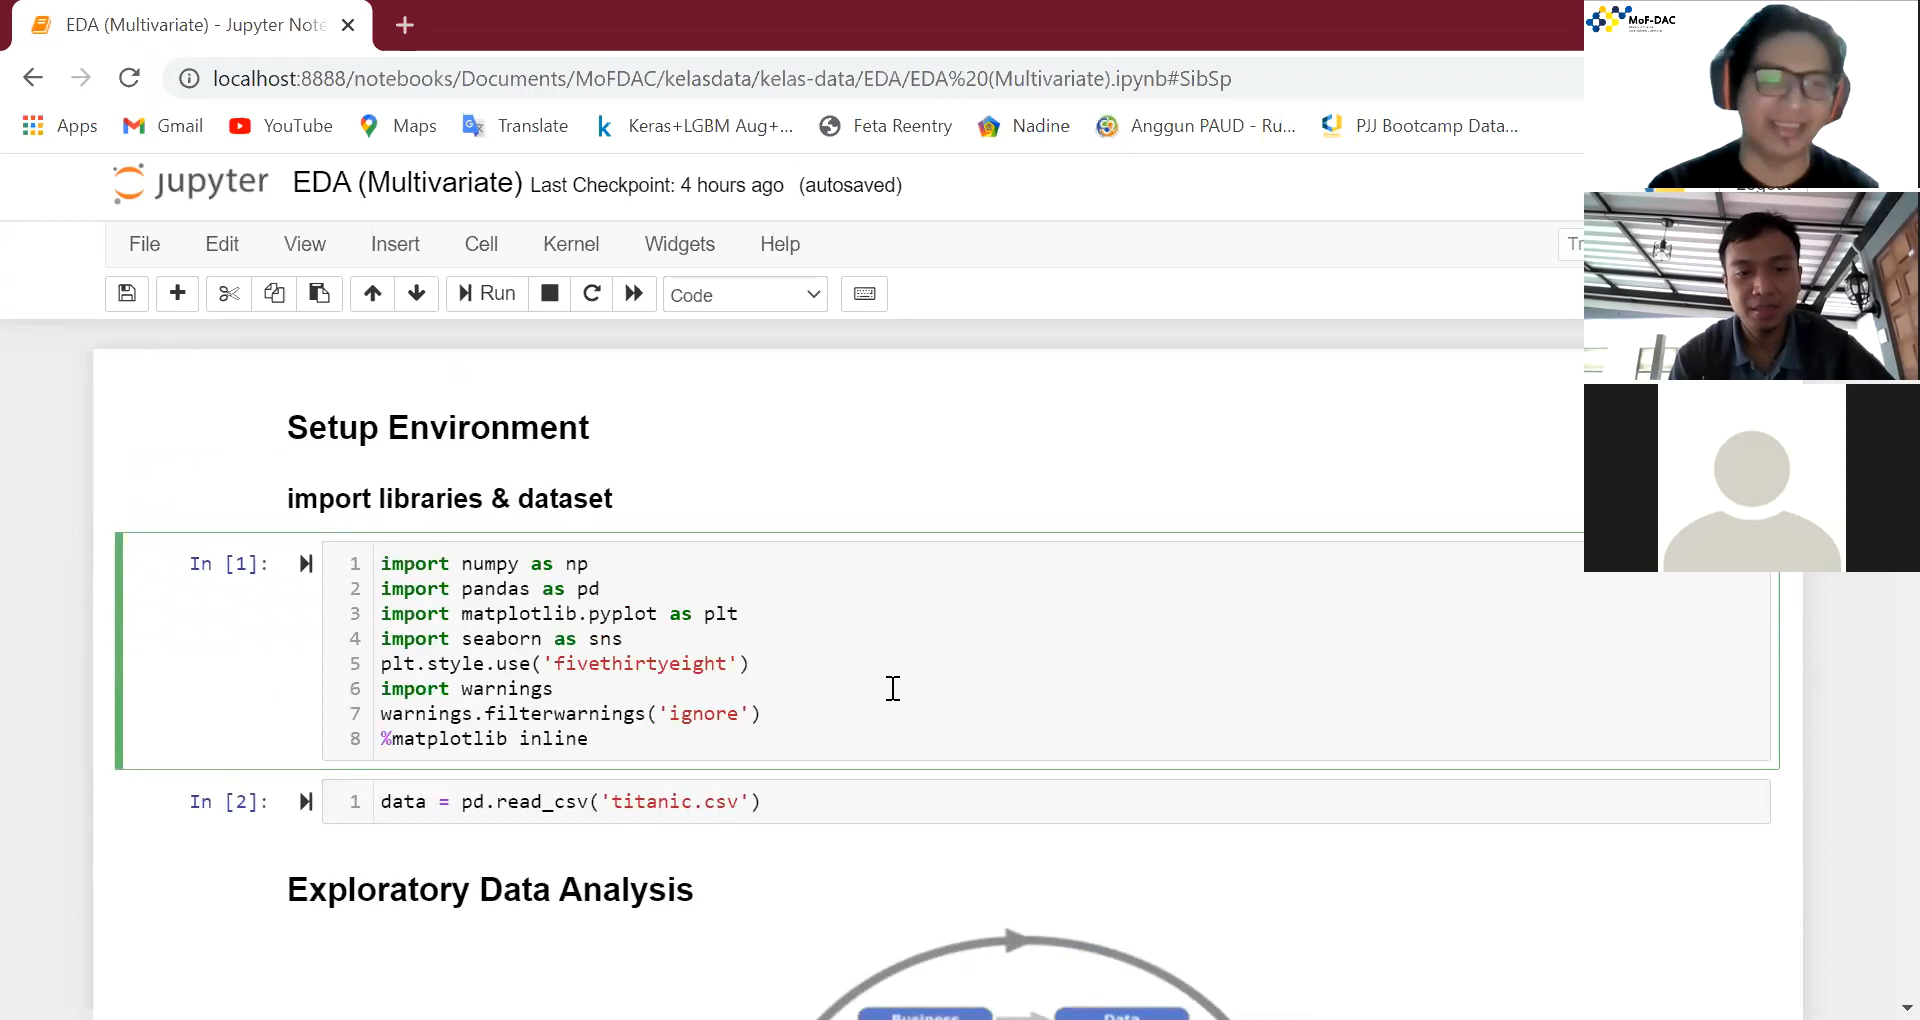 EDA (Multivariate) - Jupyter Note
localhost:8888/notebooks/Documents/MoFDAC/kelasdata/kelas-data/EDA/EDA%20(Multivariate).ipynb#SibSp
Apps Gmail YouTube Maps Translate Keras+LGBM Aug+... Feta Reentry Nadine Anggun PAUD - Ru... PJJ Bootcamp Data...
MoF-DAC
jupyter EDA (Multivariate) Last Checkpoint: 4 hours ago (autosaved)
Logout
File Edit View Insert Cell Kernel Widgets Help
Tr
Run Code
Setup Environment
import libraries & dataset
In [1]:
1 import numpy as np
2 import pandas as pd
3 import matplotlib.pyplot as plt
4 import seaborn as sns
5 plt.style.use('fivethirtyeight')
6 import warnings
7 warnings.filterwarnings('ignore')
8 %matplotlib inline
In [2]:
1 data = pd.read_csv('titanic.csv')
Exploratory Data Analysis
Business Data